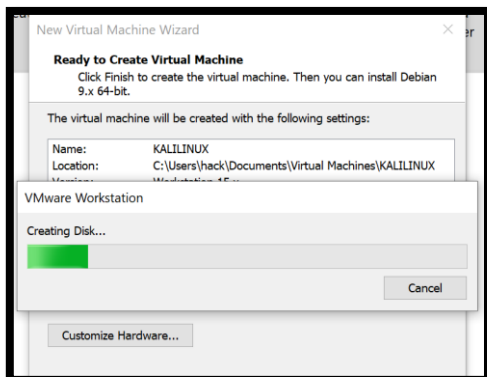 New Virtual Machine Wizard
Ready to Create Virtual Machine
Click Finish to create the virtual machine. Then you can install Debian
9.x 64-bit.
The virtual machine will be created with the following settings:
Name: KALILINUX
Location: C:\Users\hack\Documents\Virtual Machines\KALILINUX
VMware Workstation
Creating Disk...
Cancel
Customize Hardware...